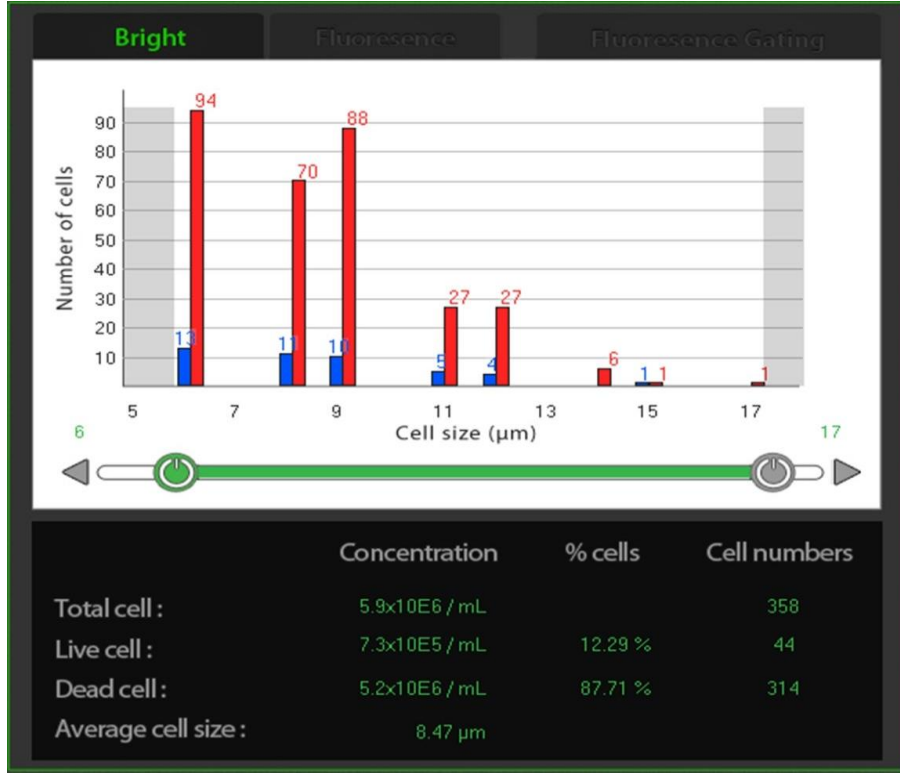 Bright Fluoresence Fluoresence Gating
94
88
90
80
70
70
60
50
40
30
27 27
20
13
11
10
10
5
4
6
1 1
1
Number of cells
5 7 9 11 13 15 17
6 Cell size (µm) 17
Concentration % cells Cell numbers
Total cell : 5.9x10E6 / mL 358
Live cell : 7.3x10E5 / mL 12.29 % 44
Dead cell : 5.2x10E6 / mL 87.71 % 314
Average cell size : 8.47 µm